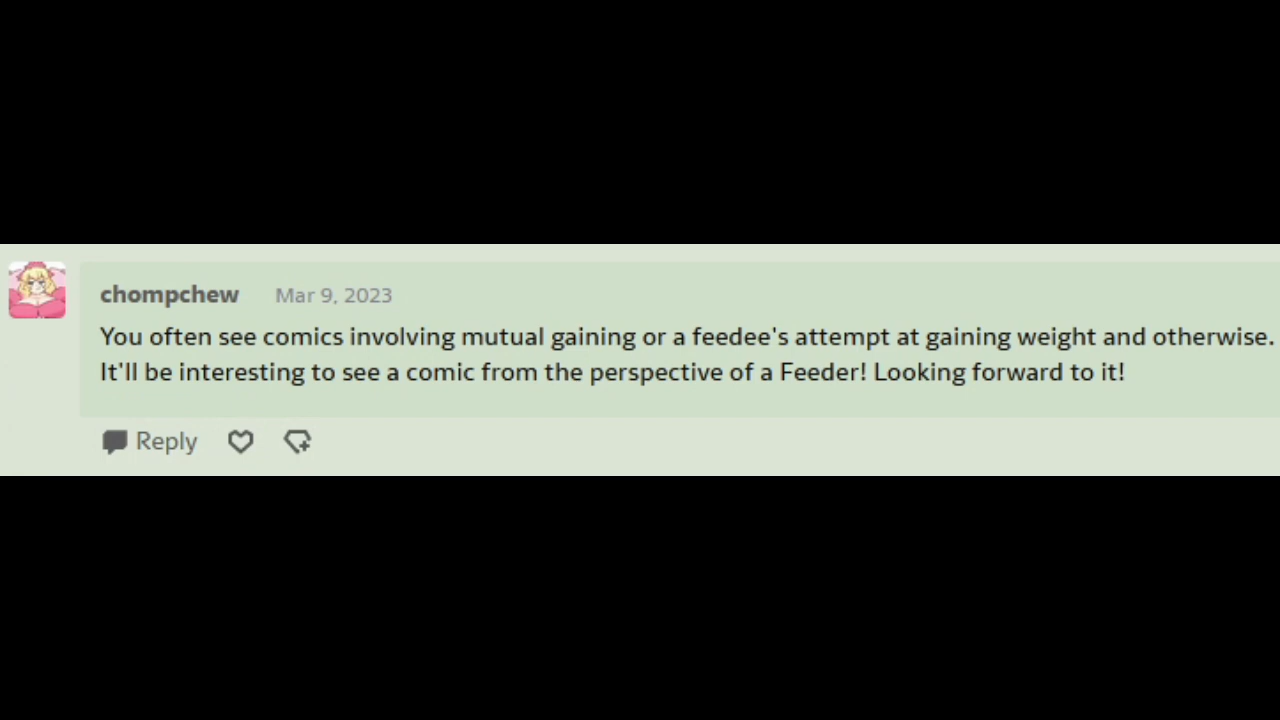 chompchew Mar 9, 2023
You often see comics involving mutual gaining or a feedee's attempt at gaining weight and otherwise.
It'll be interesting to see a comic from the perspective of a Feeder! Looking forward to it!
Reply